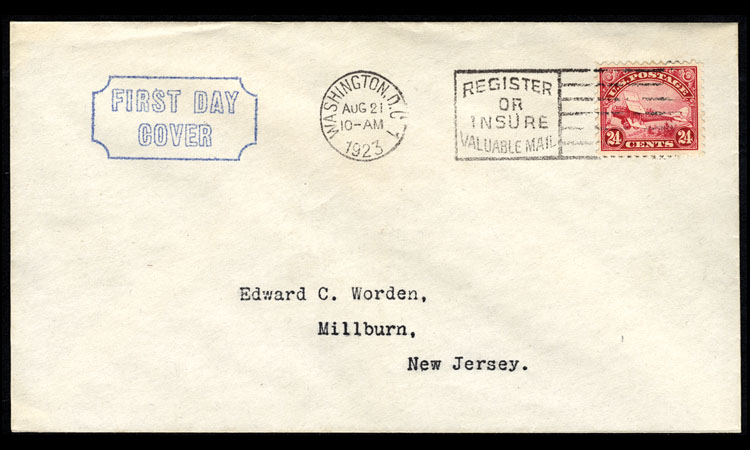 FIRST DAY
COVER
WASHINGTON, D.C.
AUG 21
10-AM
1923
REGISTER
OR
INSURE
VALUABLE MAIL
U.S. POSTAGE
24 24
CENTS
Edward C. Worden,
Millburn,
New Jersey.